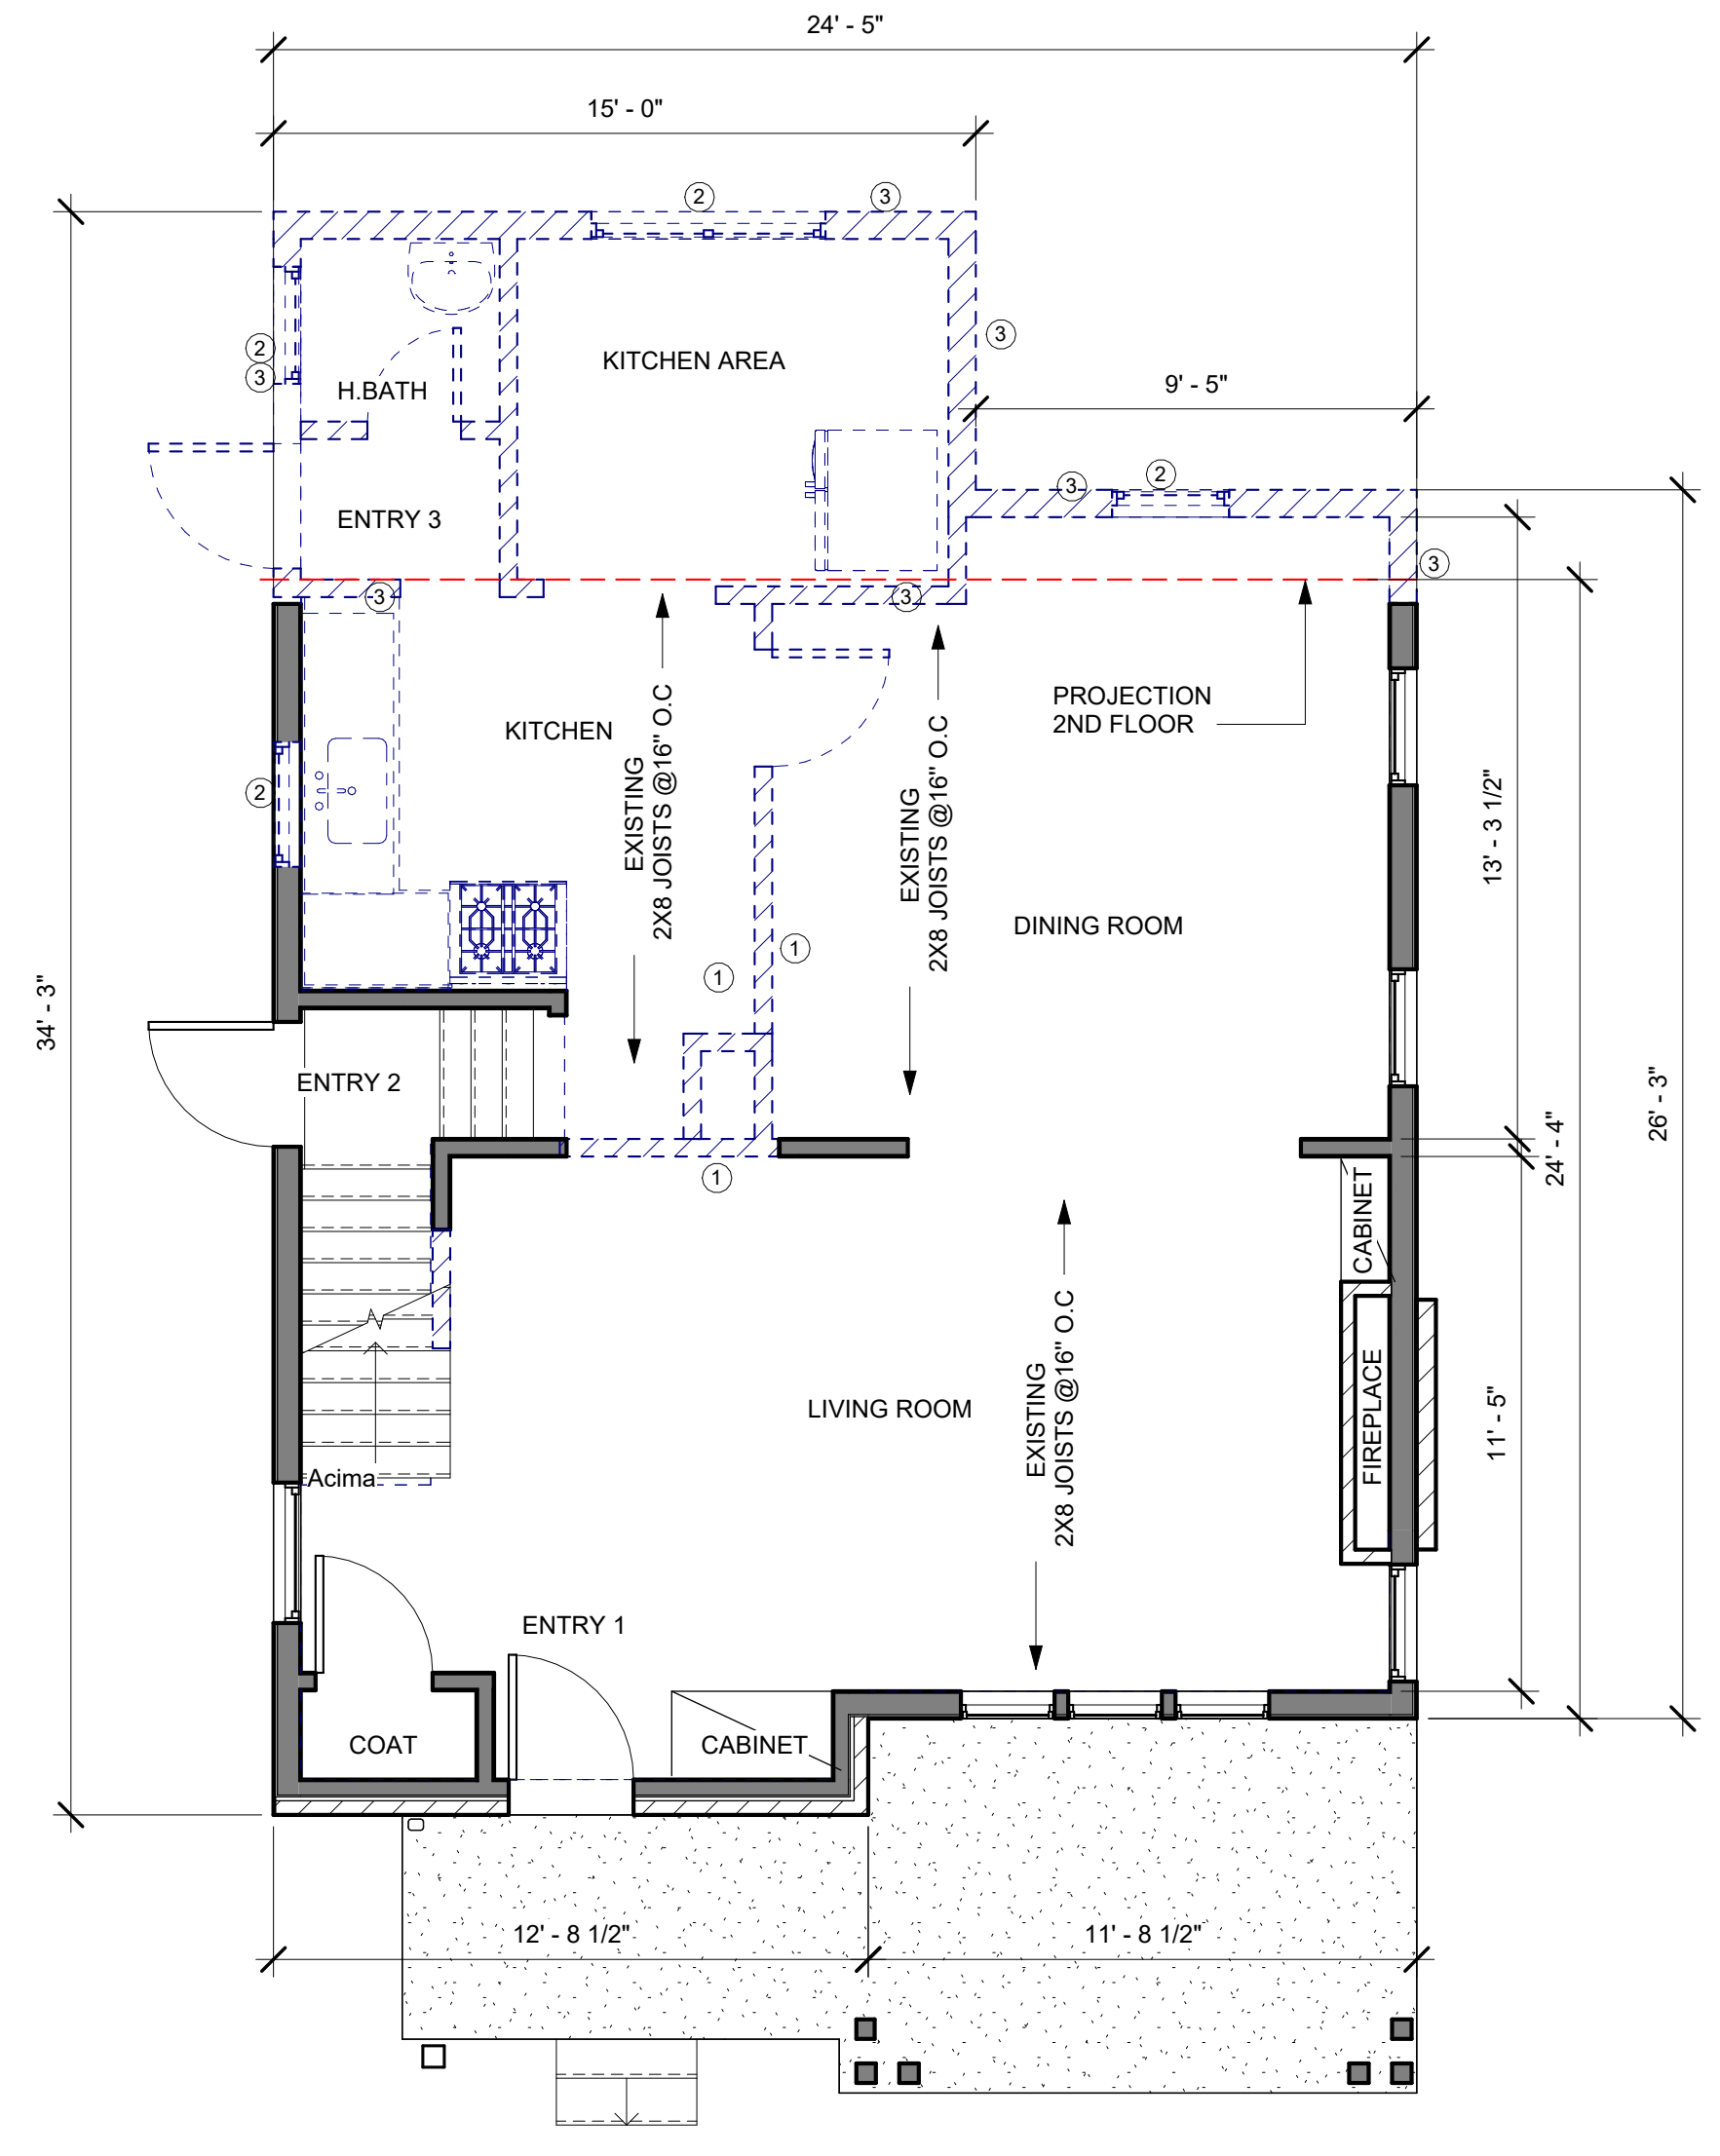 24' - 5"
15' - 0"
2
3
2
3
3
KITCHEN AREA
H.BATH
9' - 5"
2
3
ENTRY 3
3
3
3
PROJECTION
2ND FLOOR
KITCHEN
EXISTING
2X8 JOISTS @16" O.C
EXISTING
2X8 JOISTS @16" O.C
2
13' - 3 1/2"
DINING ROOM
1
1
34' - 3"
ENTRY 2
26' - 3"
24' - 4"
1
CABINET
EXISTING
2X8 JOISTS @16" O.C
LIVING ROOM
FIREPLACE
11' - 5"
Acima
ENTRY 1
COAT
CABINET
12' - 8 1/2"
11' - 8 1/2"